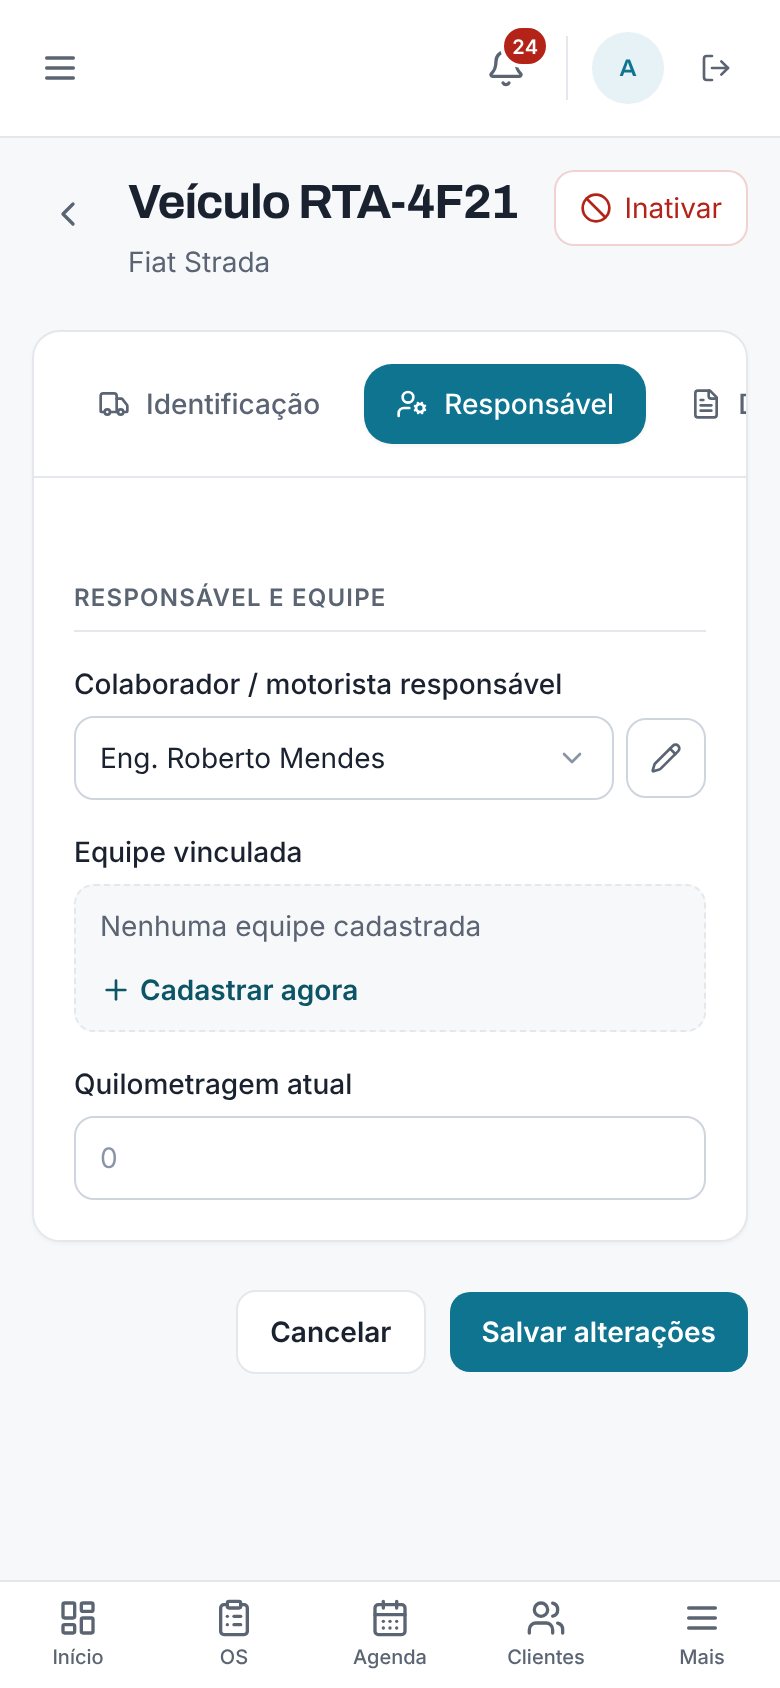 24
A
Veículo RTA-4F21
Inativar
Fiat Strada
Identificação
Responsável
RESPONSÁVEL E EQUIPE
Colaborador / motorista responsável
Eng. Roberto Mendes
Equipe vinculada
Nenhuma equipe cadastrada
+ Cadastrar agora
Quilometragem atual
0
Cancelar
Salvar alterações
Início
OS
Agenda
Clientes
Mais